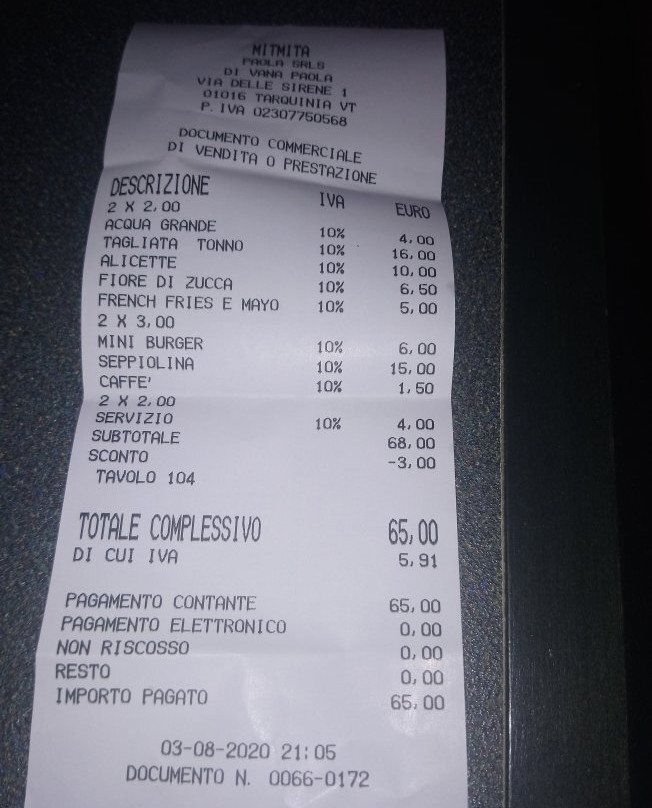 MITMITA
PAOLA SRLS
DI VANA PAOLA
VIA DELLE SIRENE 1
01016 TARQUINIA VT
P. IVA 02307750568
DOCUMENTO COMMERCIALE
DI VENDITA O PRESTAZIONE
DESCRIZIONE IVA EURO
2 X 2,00
ACQUA GRANDE 10% 4,00
TAGLIATA TONNO 10% 16,00
ALICETTE 10% 10,00
FIORE DI ZUCCA 10% 6,50
FRENCH FRIES E MAYO 10% 5,00
2 X 3,00
MINI BURGER 10% 6,00
SEPPIOLINA 10% 15,00
CAFFE' 10% 1,50
2 X 2,00
SERVIZIO 10% 4,00
SUBTOTALE 68,00
SCONTO -3,00
TAVOLO 104
TOTALE COMPLESSIVO 65,00
DI CUI IVA 5,91
PAGAMENTO CONTANTE 65,00
PAGAMENTO ELETTRONICO 0,00
NON RISCOSSO 0,00
RESTO 0,00
IMPORTO PAGATO 65,00
03-08-2020 21:05
DOCUMENTO N. 0066-0172